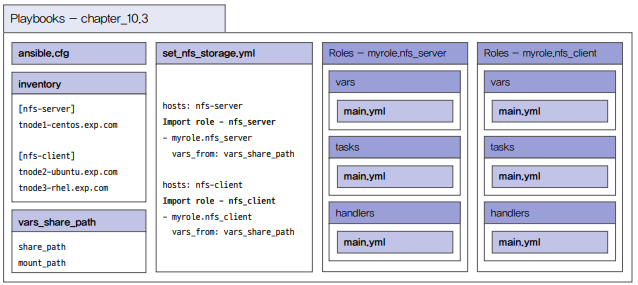 Playbooks – chapter_10.3
ansible.cfg
inventory
[nfs-server]
tnode1-centos.exp.com
[nfs-client]
tnode2-ubuntu.exp.com
tnode3-rhel.exp.com
vars_share_path
share_path
mount_path
set_nfs_storage.yml
hosts: nfs-server
Import role - nfs_server
- myrole.nfs_server
vars_from: vars_share_path
hosts: nfs-client
Import role - nfs_client
- myrole.nfs_client
vars_from: vars_share_path
Roles – myrole.nfs_server
vars
main.yml
tasks
main.yml
handlers
main.yml
Roles – myrole.nfs_client
vars
main.yml
tasks
main.yml
handlers
main.yml